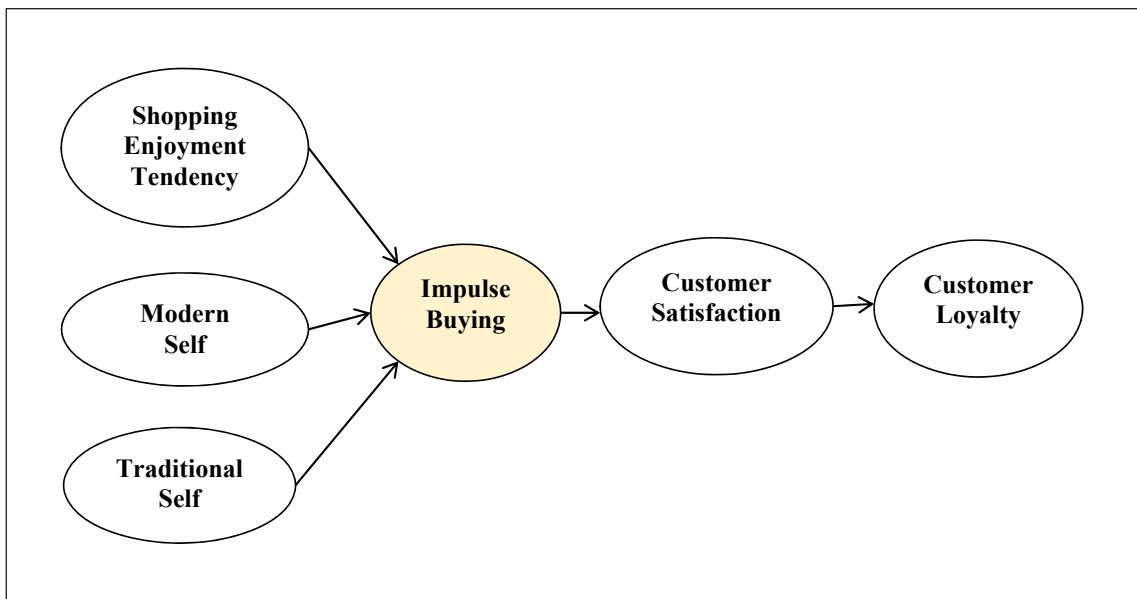 Shopping
Enjoyment
Tendency
Modern
Self
Traditional
Self
Impulse
Buying
Customer
Satisfaction
Customer
Loyalty